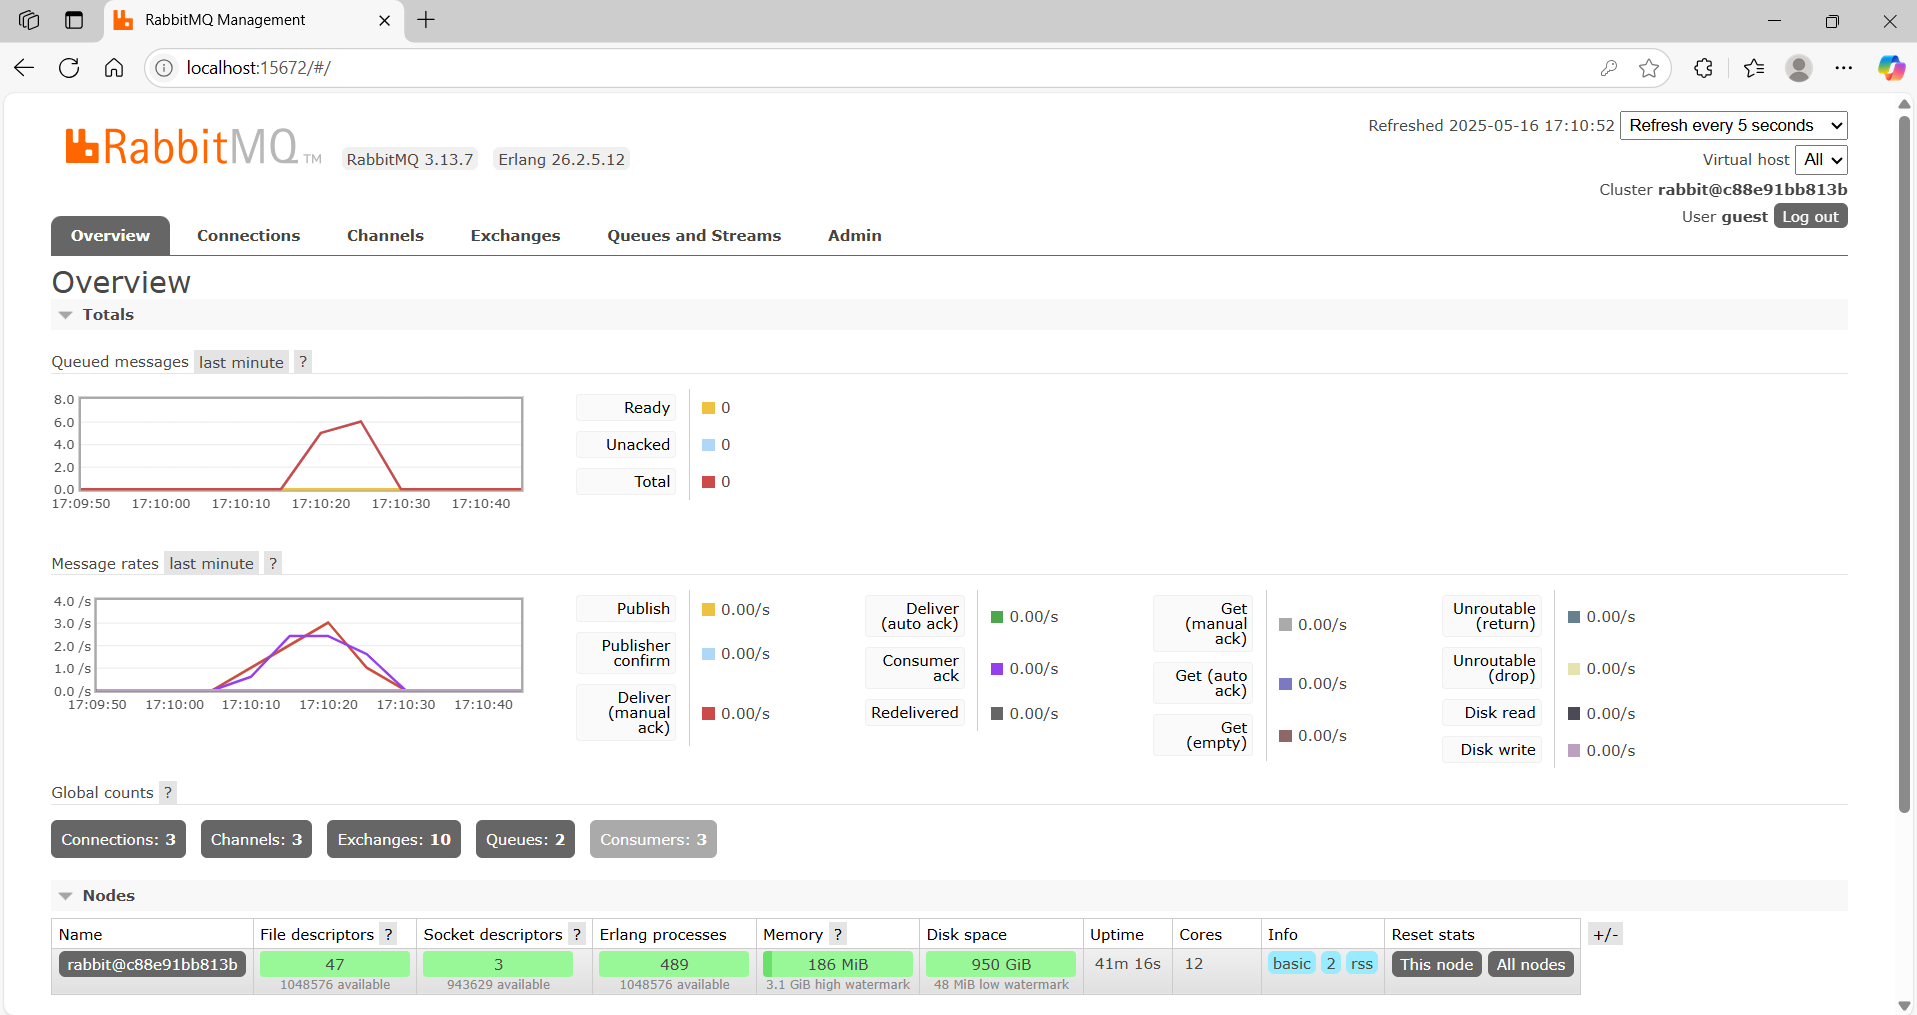 RabbitMQ Management
localhost:15672/#/
RabbitMQ TM
RabbitMQ 3.13.7 Erlang 26.2.5.12
Refreshed 2025-05-16 17:10:52 Refresh every 5 seconds
Virtual host All
Cluster rabbit@c88e91bb813b
User guest Log out
Overview Connections Channels Exchanges Queues and Streams Admin
Overview
Totals
Queued messages last minute ?
8.0
6.0
4.0
2.0
0.0
17:09:50 17:10:00 17:10:10 17:10:20 17:10:30 17:10:40
Ready 0
Unacked 0
Total 0
Message rates last minute ?
4.0 /s
3.0 /s
2.0 /s
1.0 /s
0.0 /s
17:09:50 17:10:00 17:10:10 17:10:20 17:10:30 17:10:40
Publish 0.00/s
Publisher
confirm 0.00/s
Deliver
(manual
ack) 0.00/s
Deliver
(auto ack) 0.00/s
Consumer
ack 0.00/s
Redelivered 0.00/s
Get
(manual
ack) 0.00/s
Get (auto
ack) 0.00/s
Get
(empty) 0.00/s
Unroutable
(return) 0.00/s
Unroutable
(drop) 0.00/s
Disk read 0.00/s
Disk write 0.00/s
Global counts ?
Connections: 3 Channels: 3 Exchanges: 10 Queues: 2 Consumers: 3
Nodes
Name File descriptors ? Socket descriptors ? Erlang processes Memory ? Disk space Uptime Cores Info Reset stats +/-
rabbit@c88e91bb813b 47 3 489 186 MiB 950 GiB 41m 16s 12 basic 2 rss This node All nodes
1048576 available 943629 available 1048576 available 3.1 GiB high watermark 48 MiB low watermark